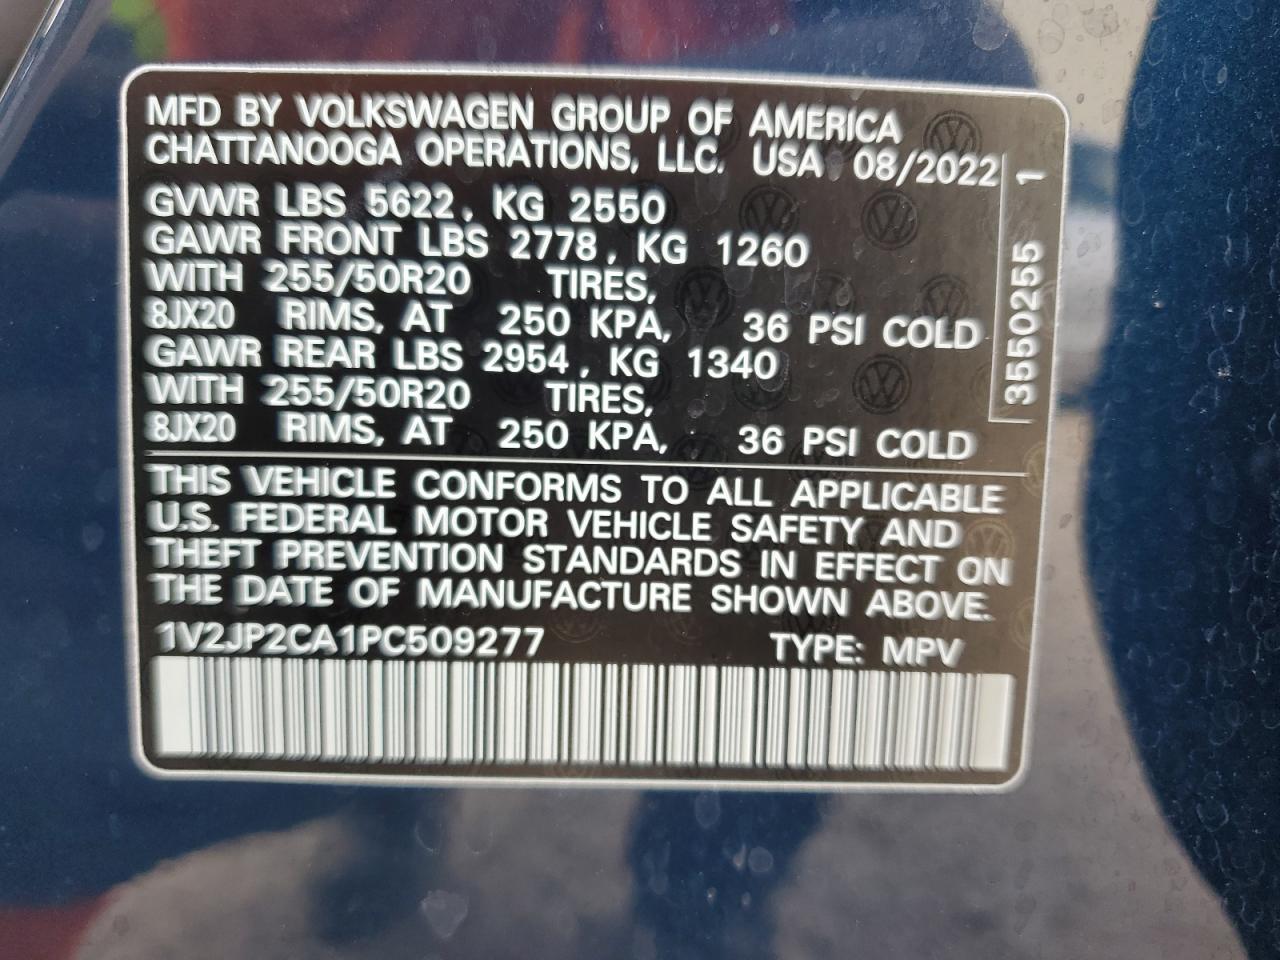 MFD BY VOLKSWAGEN GROUP OF AMERICA
CHATTANOOGA OPERATIONS, LLC. USA 08/2022
GVWR LBS 5622, KG 2550
GAWR FRONT LBS 2778, KG 1260
WITH 255/50R20 TIRES,
8JX20 RIMS, AT 250 KPA, 36 PSI COLD
GAWR REAR LBS 2954, KG 1340
WITH 255/50R20 TIRES,
8JX20 RIMS, AT 250 KPA, 36 PSI COLD
3550255 1
THIS VEHICLE CONFORMS TO ALL APPLICABLE
U.S. FEDERAL MOTOR VEHICLE SAFETY AND
THEFT PREVENTION STANDARDS IN EFFECT ON
THE DATE OF MANUFACTURE SHOWN ABOVE.
1V2JP2CA1PC509277 TYPE: MPV